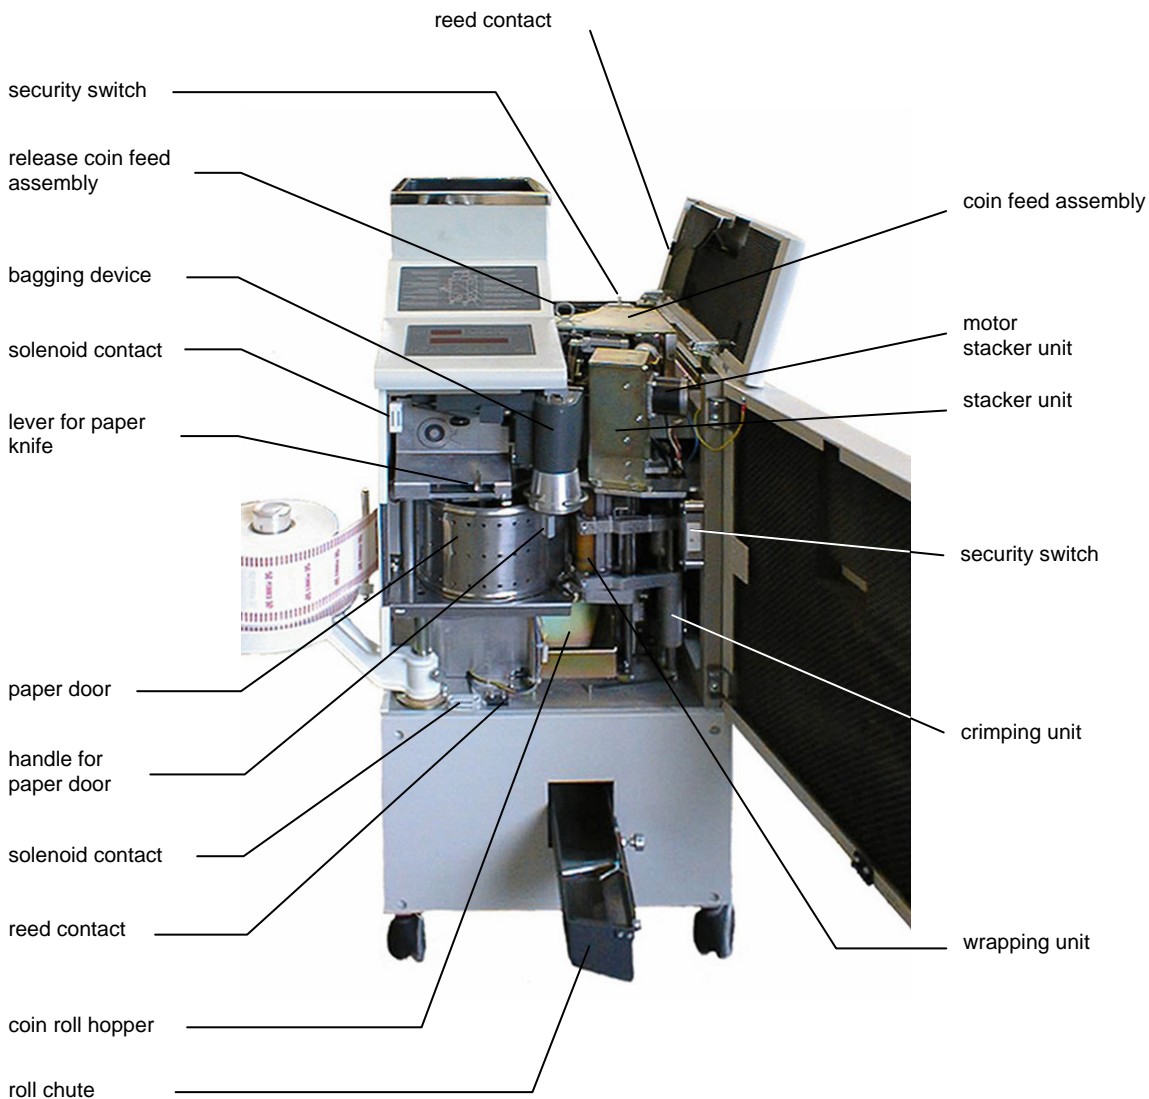 reed contact
security switch
release coin feed
assembly
coin feed assembly
bagging device
motor
stacker unit
solenoid contact
stacker unit
lever for paper
knife
security switch
paper door
crimping unit
handle for
paper door
solenoid contact
reed contact
wrapping unit
coin roll hopper
roll chute